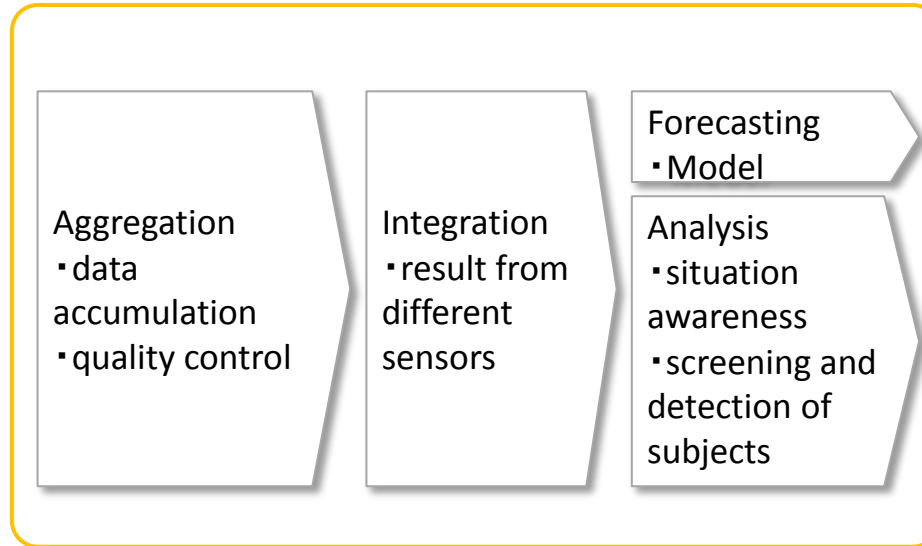 Aggregation
・data
accumulation
・quality control
Integration
・result from
different
sensors
Forecasting
・Model
Analysis
・situation
awareness
・screening and
detection of
subjects